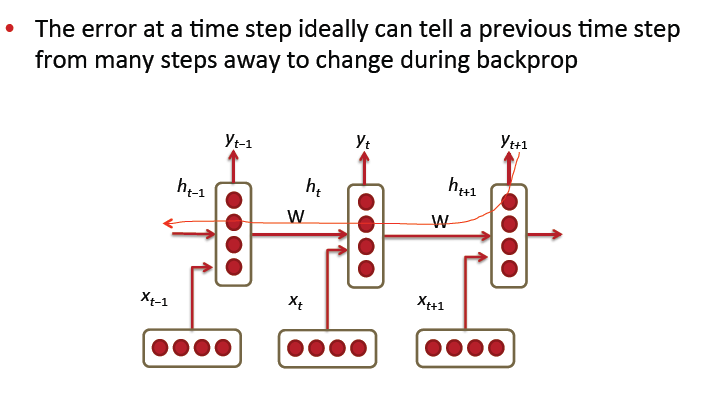 • The error at a time step ideally can tell a previous time step
from many steps away to change during backprop
yt−1 yt yt+1
ht−1 ht ht+1
W W
xt−1 xt xt+1